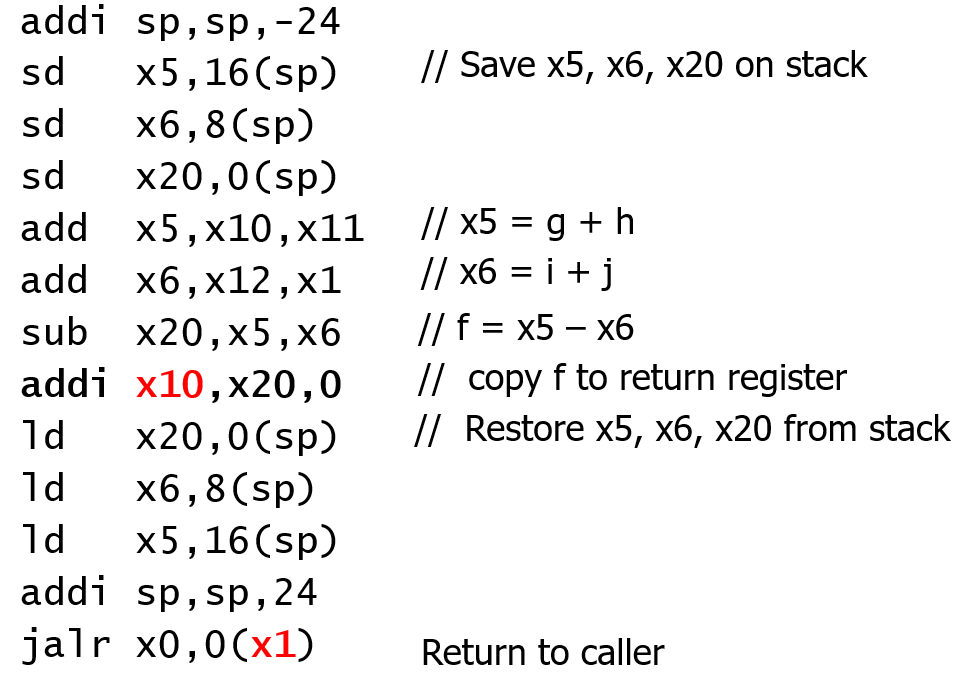 addi sp,sp,-24
sd x5,16(sp) // Save x5, x6, x20 on stack
sd x6,8(sp)
sd x20,0(sp)
add x5,x10,x11 // x5 = g + h
add x6,x12,x1 // x6 = i + j
sub x20,x5,x6 // f = x5 – x6
addi x10,x20,0 // copy f to return register
ld x20,0(sp) // Restore x5, x6, x20 from stack
ld x6,8(sp)
ld x5,16(sp)
addi sp,sp,24
jalr x0,0(x1) Return to caller